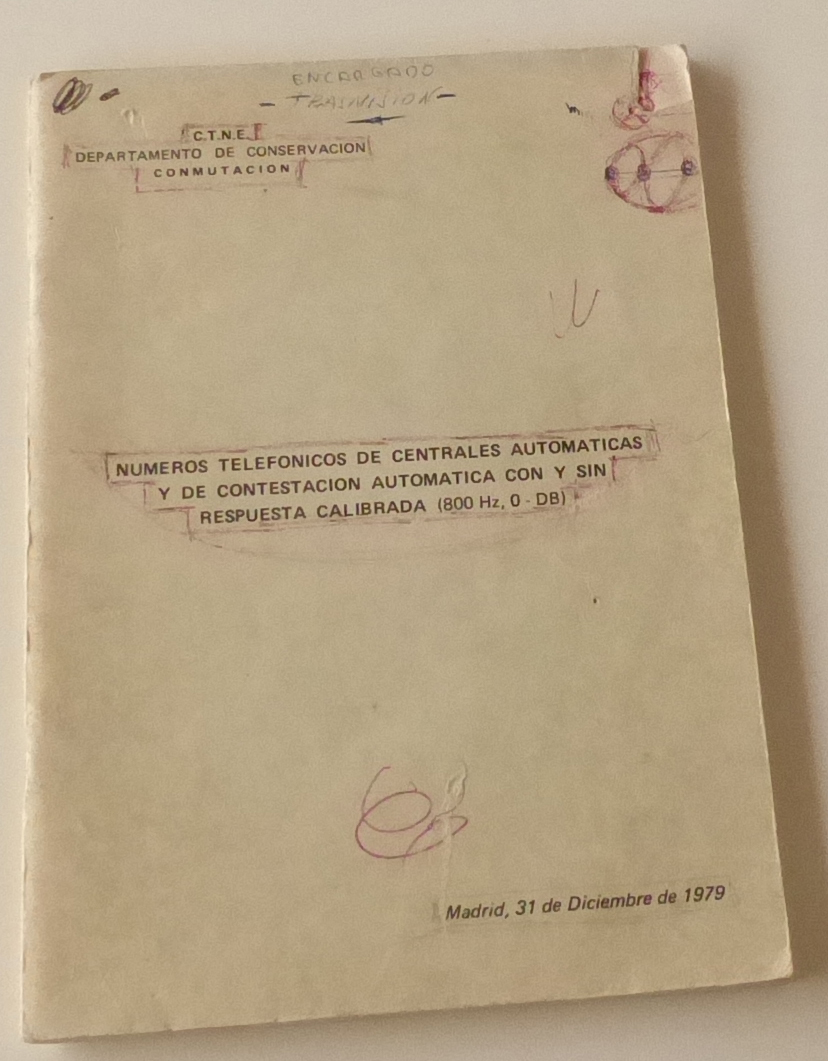 ENCARGADO
- TRASMISION -
C.T.N.E.
DEPARTAMENTO DE CONSERVACION
CONMUTACION
NUMEROS TELEFONICOS DE CENTRALES AUTOMATICAS
Y DE CONTESTACION AUTOMATICA CON Y SIN
RESPUESTA CALIBRADA (800 Hz, 0 - DB)
Madrid, 31 de Diciembre de 1979